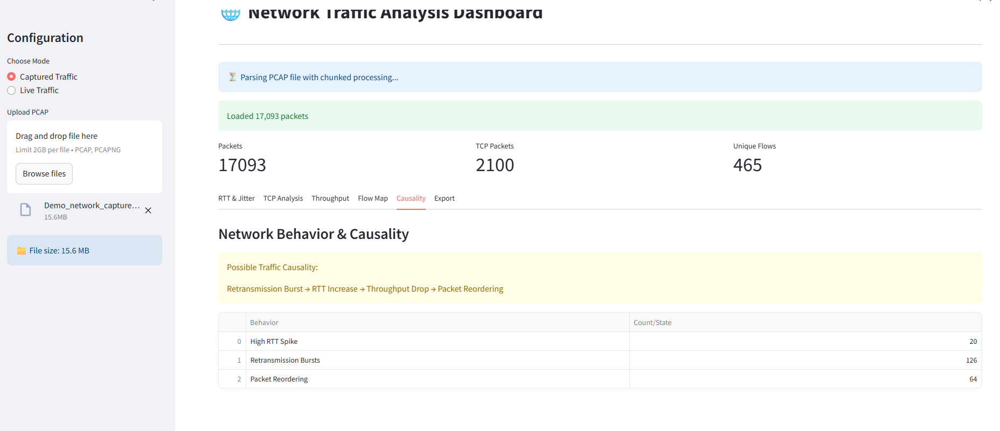 Network Traffic Analysis Dashboard
Configuration
Choose Mode
Captured Traffic
Live Traffic
Upload PCAP
Drag and drop file here
Limit 2GB per file • PCAP, PCAPNG
Browse files
Demo_network_capture...
15.6MB
File size: 15.6 MB
Parsing PCAP file with chunked processing...
Loaded 17,093 packets
Packets TCP Packets Unique Flows
17093 2100 465
RTT & Jitter TCP Analysis Throughput Flow Map Causality Export
Network Behavior & Causality
Possible Traffic Causality:
Retransmission Burst → RTT Increase → Throughput Drop → Packet Reordering
Behavior Count/State
0 High RTT Spike 20
1 Retransmission Bursts 126
2 Packet Reordering 64